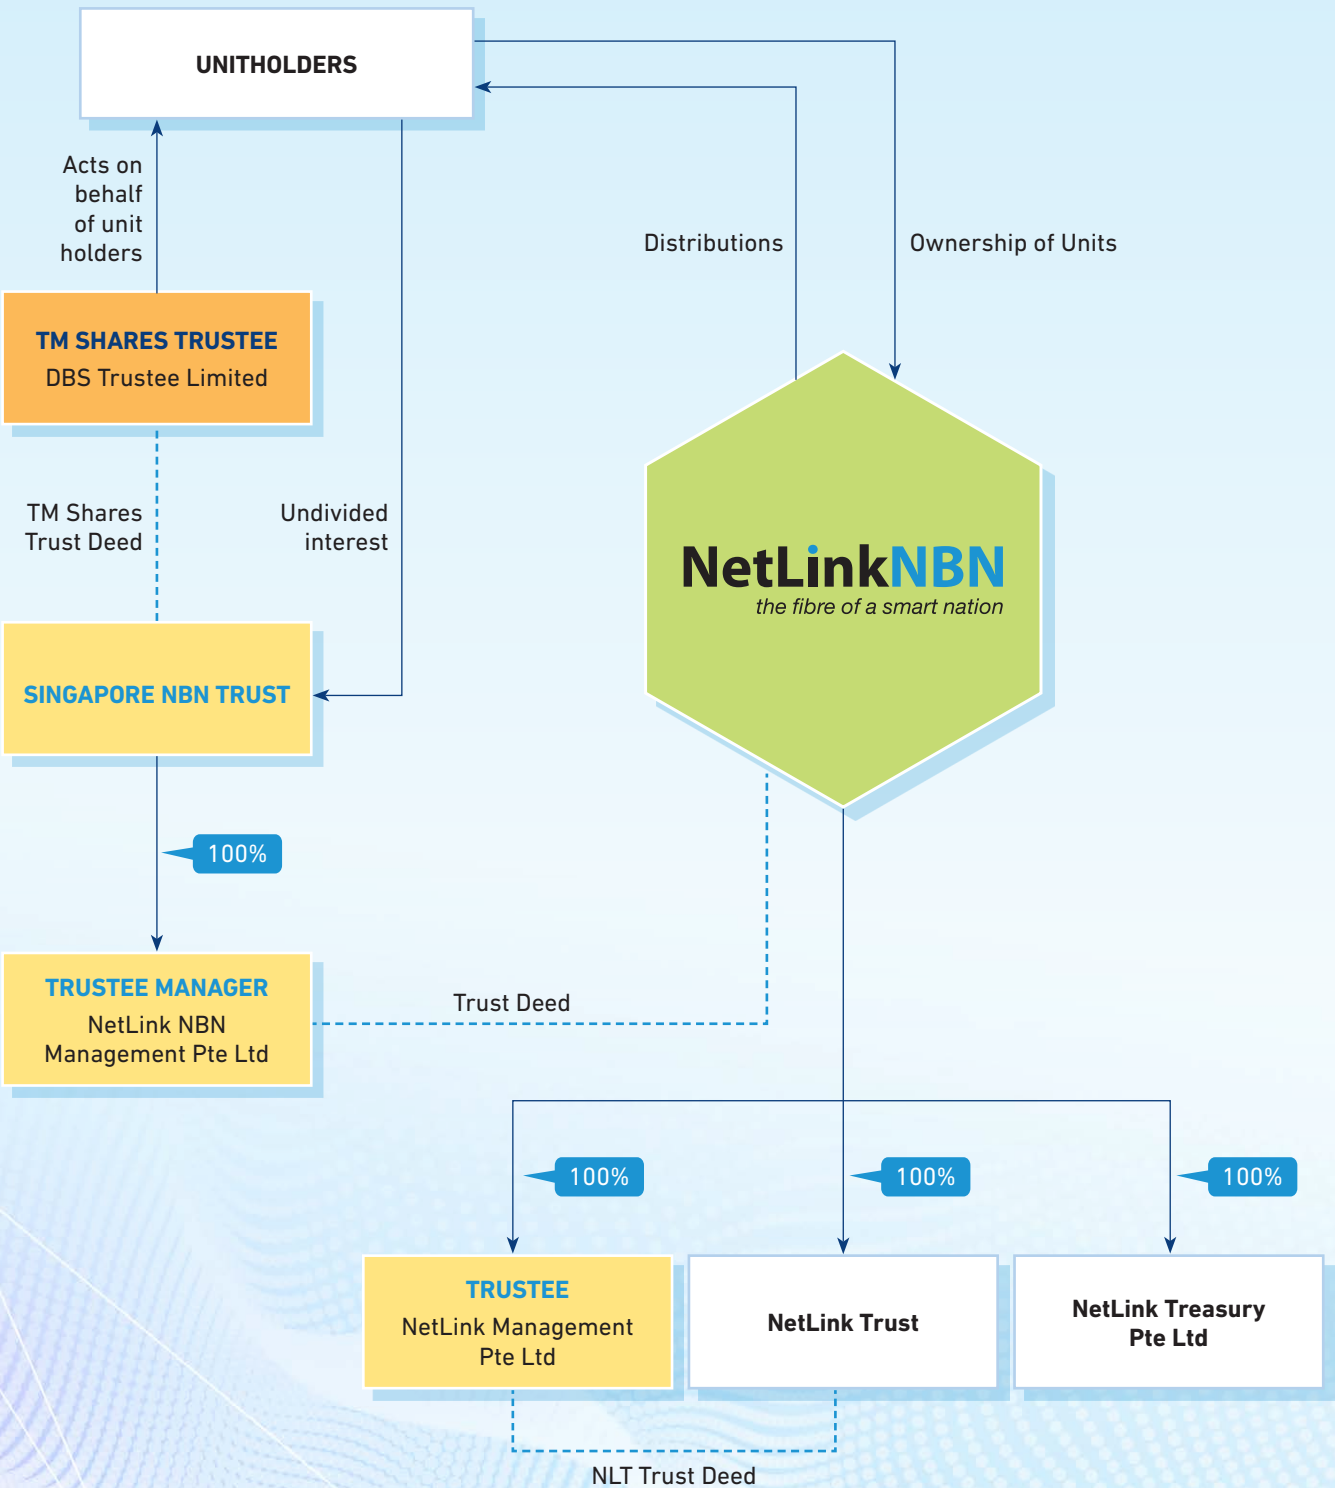 UNITHOLDERS
Acts on
behalf
of unit
holders
Distributions
Ownership of Units
TM SHARES TRUSTEE
DBS Trustee Limited
TM Shares
Trust Deed
Undivided
interest
NetLinkNBN
the fibre of a smart nation
SINGAPORE NBN TRUST
100%
TRUSTEE MANAGER
NetLink NBN
Management Pte Ltd
Trust Deed
100%
100%
100%
TRUSTEE
NetLink Management
Pte Ltd
NetLink Trust
NetLink Treasury
Pte Ltd
NLT Trust Deed